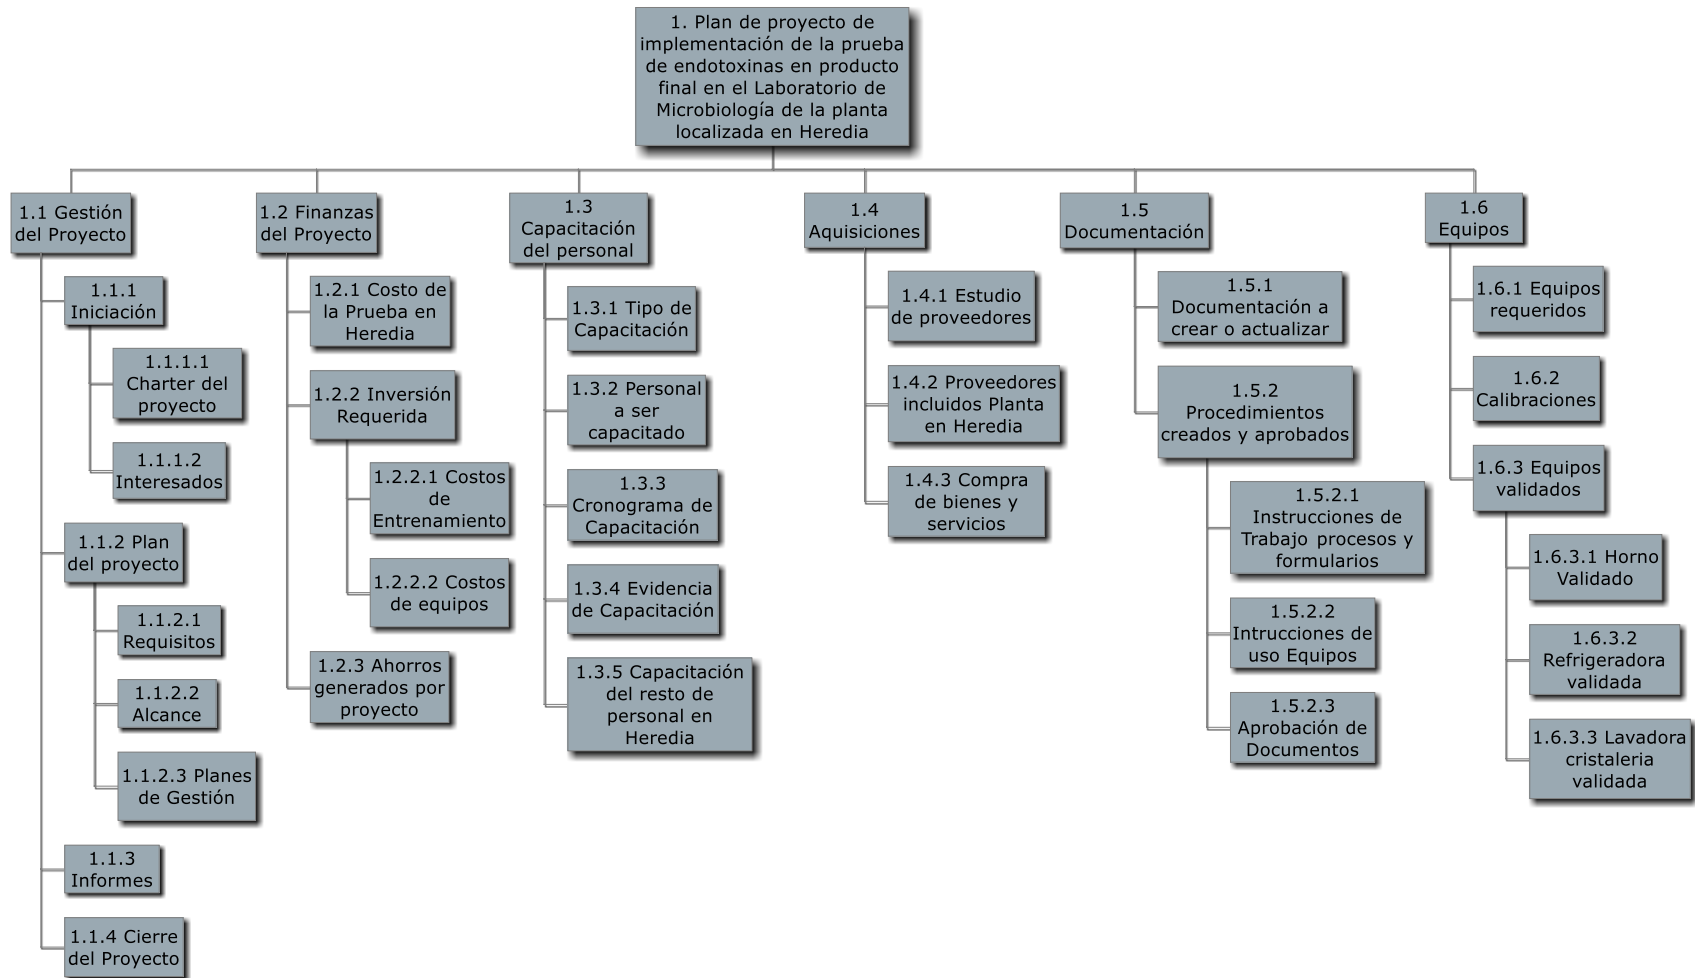 1. Plan de proyecto de
implementación de la prueba
de endotoxinas en producto
final en el Laboratorio de
Microbiología de la planta
localizada en Heredia
1.1 Gestión
del Proyecto
1.1.1
Iniciación
1.1.1.1
Charter del
proyecto
1.1.1.2
Interesados
1.1.2 Plan
del proyecto
1.1.2.1
Requisitos
1.1.2.2
Alcance
1.1.2.3 Planes
de Gestión
1.1.3
Informes
1.1.4 Cierre
del Proyecto
1.2 Finanzas
del Proyecto
1.2.1 Costo de
la Prueba en
Heredia
1.2.2 Inversión
Requerida
1.2.2.1 Costos
de
Entrenamiento
1.2.2.2 Costos
de equipos
1.2.3 Ahorros
generados por
proyecto
1.3
Capacitación
del personal
1.3.1 Tipo de
Capacitación
1.3.2 Personal
a ser
capacitado
1.3.3
Cronograma de
Capacitación
1.3.4 Evidencia
de Capacitación
1.3.5 Capacitación
del resto de
personal en
Heredia
1.4
Aquisiciones
1.4.1 Estudio
de proveedores
1.4.2 Proveedores
incluidos Planta
en Heredia
1.4.3 Compra
de bienes y
servicios
1.5
Documentación
1.5.1
Documentación a
crear o actualizar
1.5.2
Procedimientos
creados y aprobados
1.5.2.1
Instrucciones de
Trabajo procesos y
formularios
1.5.2.2
Intrucciones de
uso Equipos
1.5.2.3
Aprobación de
Documentos
1.6
Equipos
1.6.1 Equipos
requeridos
1.6.2
Calibraciones
1.6.3 Equipos
validados
1.6.3.1 Horno
Validado
1.6.3.2
Refrigeradora
validada
1.6.3.3 Lavadora
cristaleria
validada